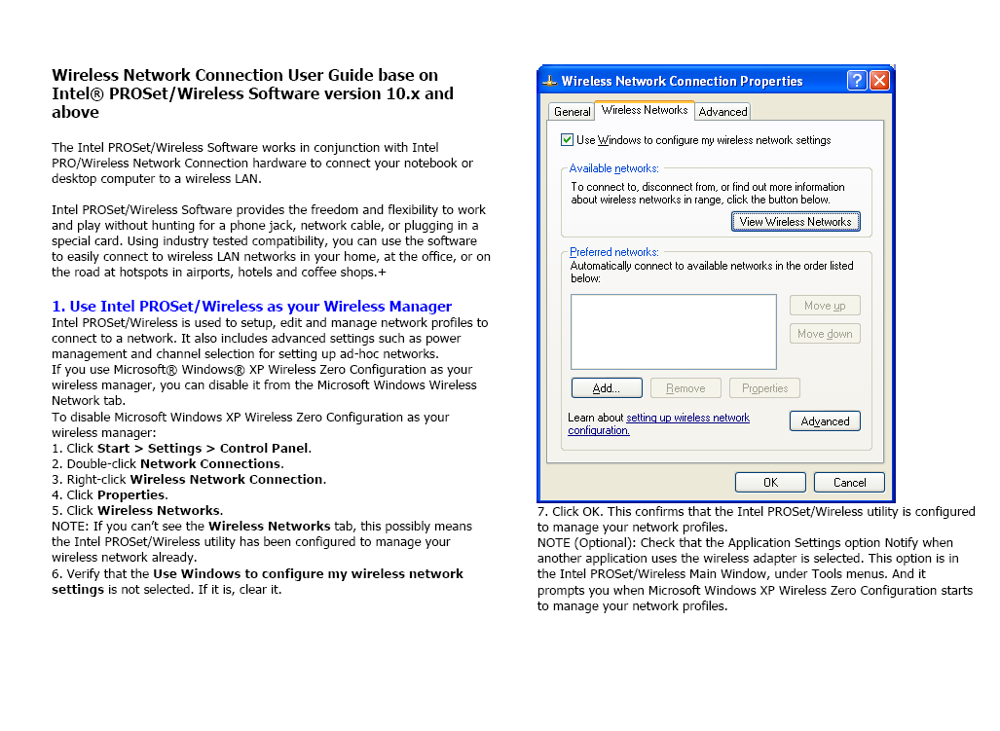 Wireless Network Connection User Guide base on
Intel® PROSet/Wireless Software version 10.x and
above
The Intel PROSet/Wireless Software works in conjunction with Intel
PRO/Wireless Network Connection hardware to connect your notebook or
desktop computer to a wireless LAN.
Intel PROSet/Wireless Software provides the freedom and flexibility to work
and play without hunting for a phone jack, network cable, or plugging in a
special card. Using industry tested compatibility, you can use the software
to easily connect to wireless LAN networks in your home, at the office, or on
the road at hotspots in airports, hotels and coffee shops.+
1. Use Intel PROSet/Wireless as your Wireless Manager
Intel PROSet/Wireless is used to setup, edit and manage network profiles to
connect to a network. It also includes advanced settings such as power
management and channel selection for setting up ad-hoc networks.
If you use Microsoft® Windows® XP Wireless Zero Configuration as your
wireless manager, you can disable it from the Microsoft Windows Wireless
Network tab.
To disable Microsoft Windows XP Wireless Zero Configuration as your
wireless manager:
1. Click Start > Settings > Control Panel.
2. Double-click Network Connections.
3. Right-click Wireless Network Connection.
4. Click Properties.
5. Click Wireless Networks.
NOTE: If you can't see the Wireless Networks tab, this possibly means
the Intel PROSet/Wireless utility has been configured to manage your
wireless network already.
6. Verify that the Use Windows to configure my wireless network
settings is not selected. If it is, clear it.
Wireless Network Connection Properties
General Wireless Networks Advanced
Use Windows to configure my wireless network settings
Available networks:
To connect to, disconnect from, or find out more information
about wireless networks in range, click the button below.
View Wireless Networks
Preferred networks:
Automatically connect to available networks in the order listed
below:
Move up
Move down
Add... Remove Properties
Learn about setting up wireless network
configuration.
Advanced
OK Cancel
7. Click OK. This confirms that the Intel PROSet/Wireless utility is configured
to manage your network profiles.
NOTE (Optional): Check that the Application Settings option Notify when
another application uses the wireless adapter is selected. This option is in
the Intel PROSet/Wireless Main Window, under Tools menus. And it
prompts you when Microsoft Windows XP Wireless Zero Configuration starts
to manage your network profiles.